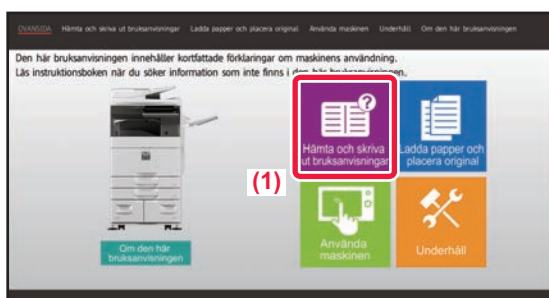 OVANSIDA Hämta och skriva ut bruksanvisningar Ladda papper och placera original Använda maskinen Underhåll Om den här bruksanvisningen
Den här bruksanvisningen innehåller kortfattade förklaringar om maskinens användning.
Läs instruktionsboken när du söker information som inte finns i den här bruksanvisningen.
Hämta och skriva
ut bruksanvisningar
Ladda papper och
placera original
(1)
Om den här
bruksanvisningen
Använda
maskinen
Underhåll